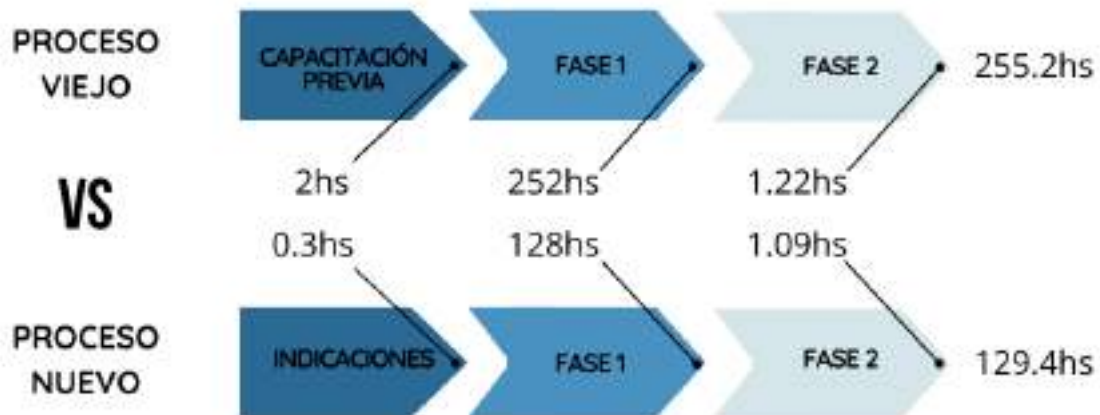 PROCESO
VIEJO
CAPACITACIÓN
PREVIA
FASE 1
FASE 2
255.2hs
2hs
252hs
1.22hs
VS
0.3hs
128hs
1.09hs
PROCESO
NUEVO
INDICACIONES
FASE 1
FASE 2
129.4hs